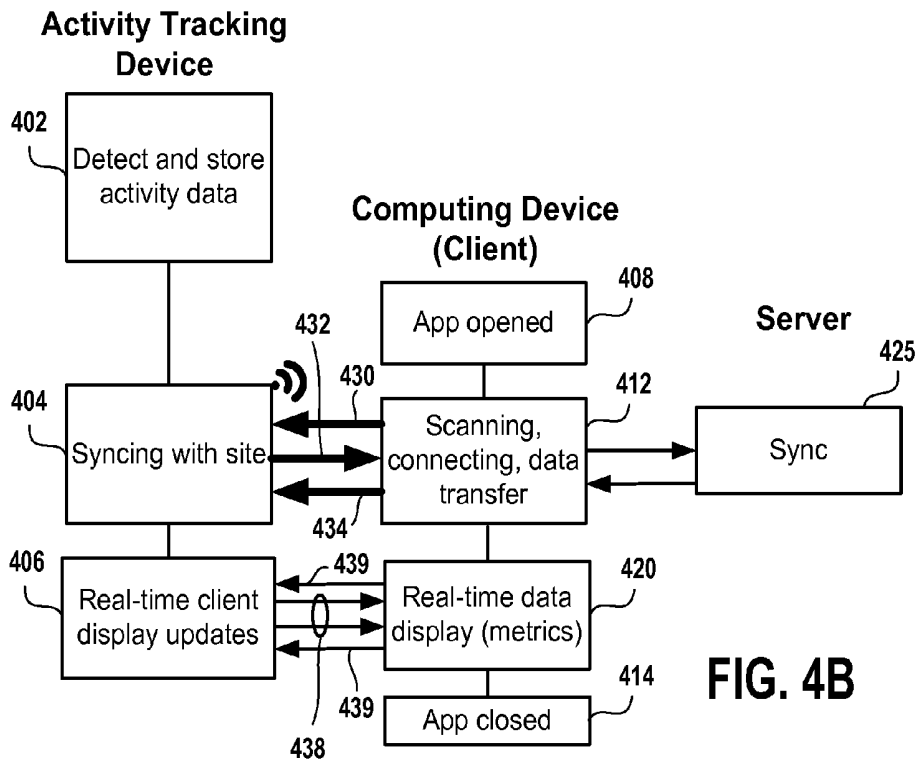 Activity Tracking
Device
402
Detect and store
activity data
Computing Device
(Client)
408
App opened
Server
432
430
425
404
412
Syncing with site
Scanning,
connecting, data
transfer
Sync
434
406
439
420
Real-time client
display updates
Real-time data
display (metrics)
439
438
414
App closed
FIG. 4B